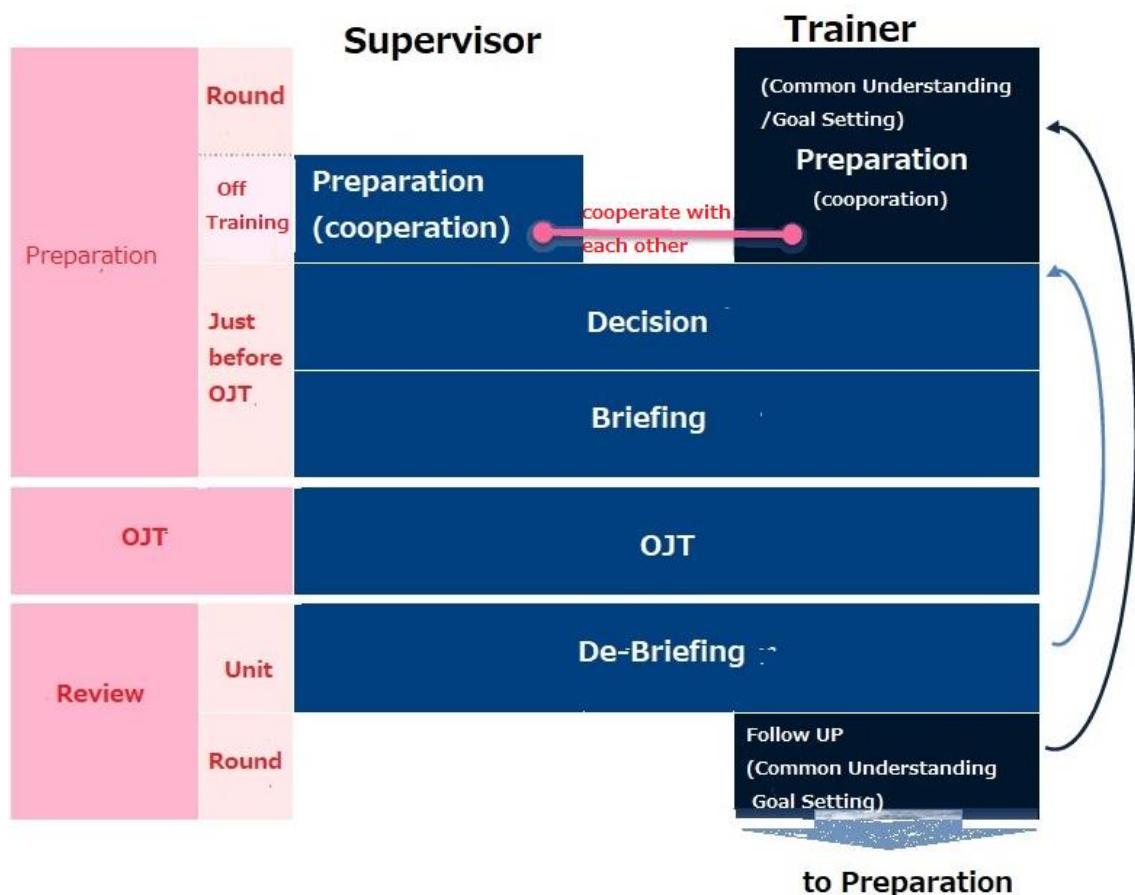 Supervisor
Trainer
Preparation
Round
Off
Training
Just
before
OJT
Preparation
(cooperation)
cooperate with
each other
(Common Understanding
/Goal Setting)
Preparation
(cooporation)
Decision
Briefing
OJT
OJT
Review
Unit
Round
De-Briefing
Follow UP
(Common Understanding
Goal Setting)
to Preparation